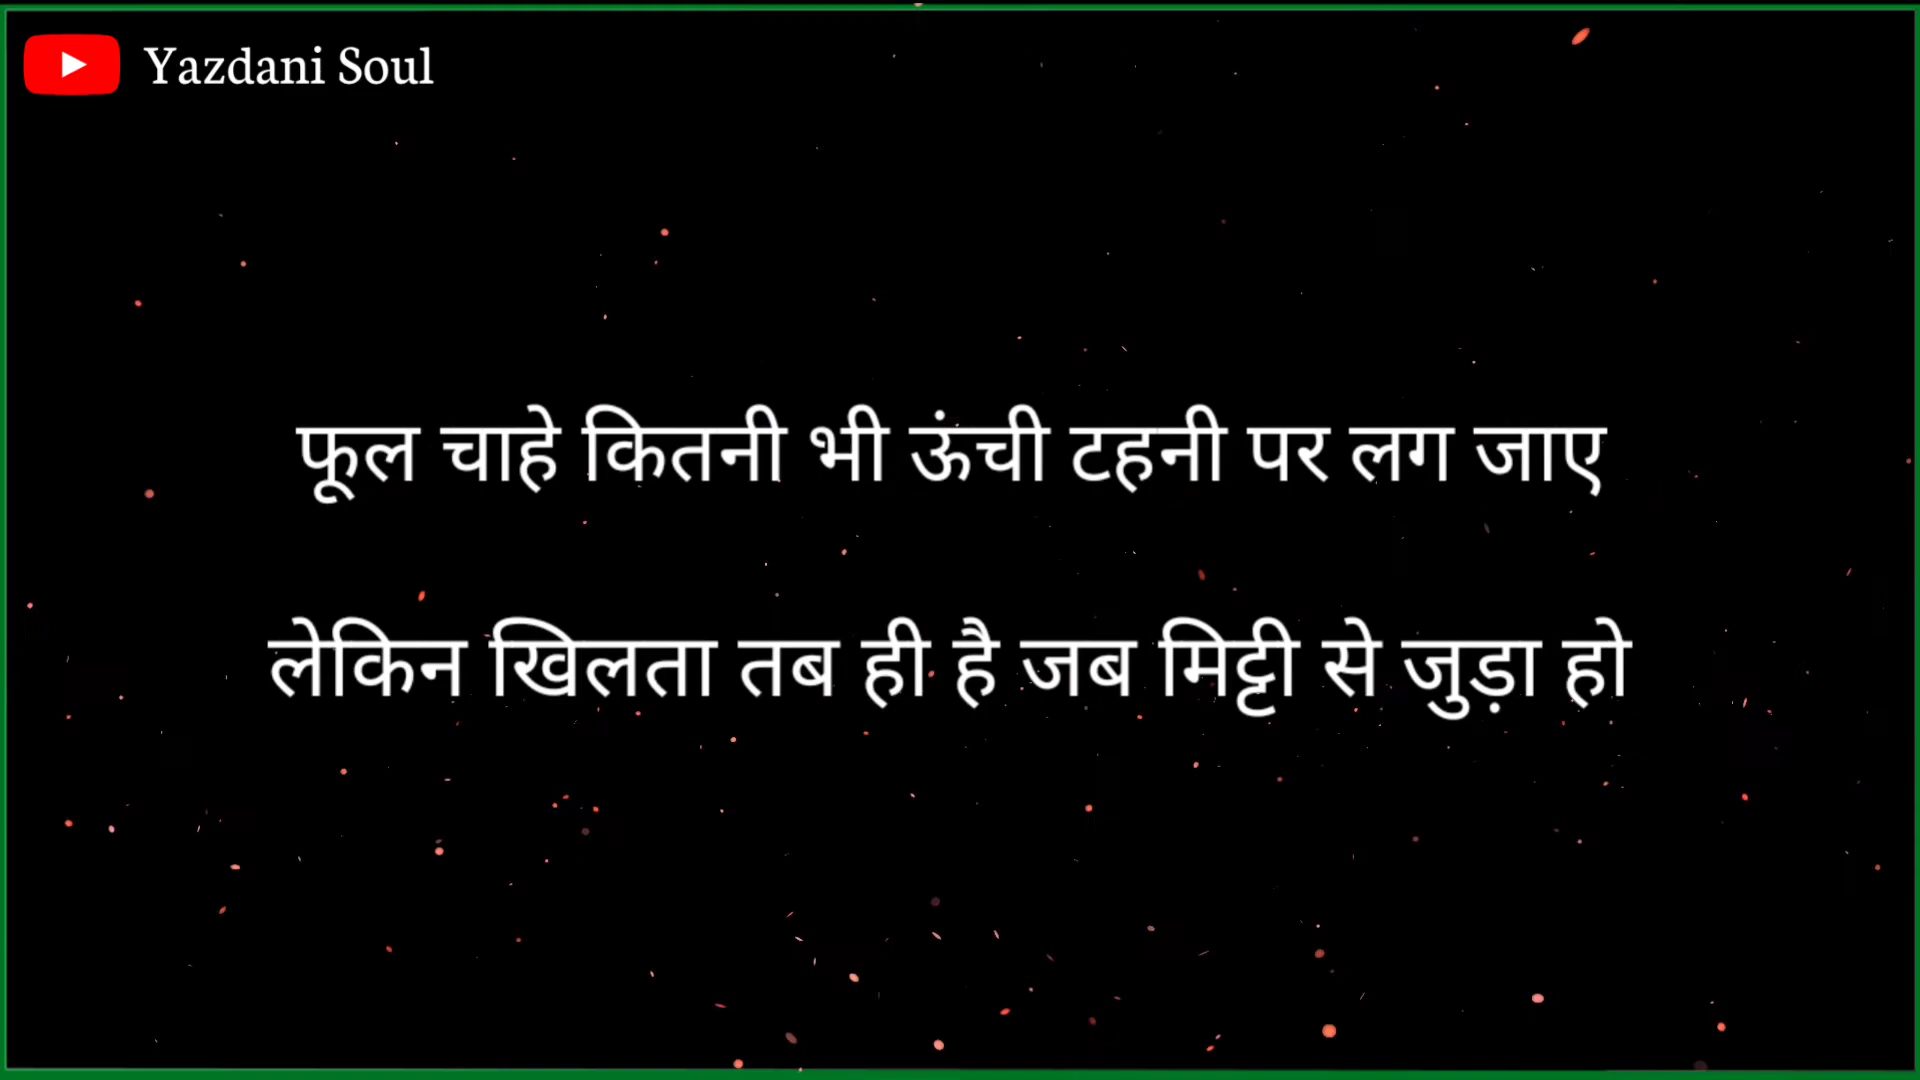 Yazdani Soul
फूल चाहे कितनी भी ऊंची टहनी पर लग जाए
लेकिन खिलता तब ही है जब मिट्टी से जुड़ा हो